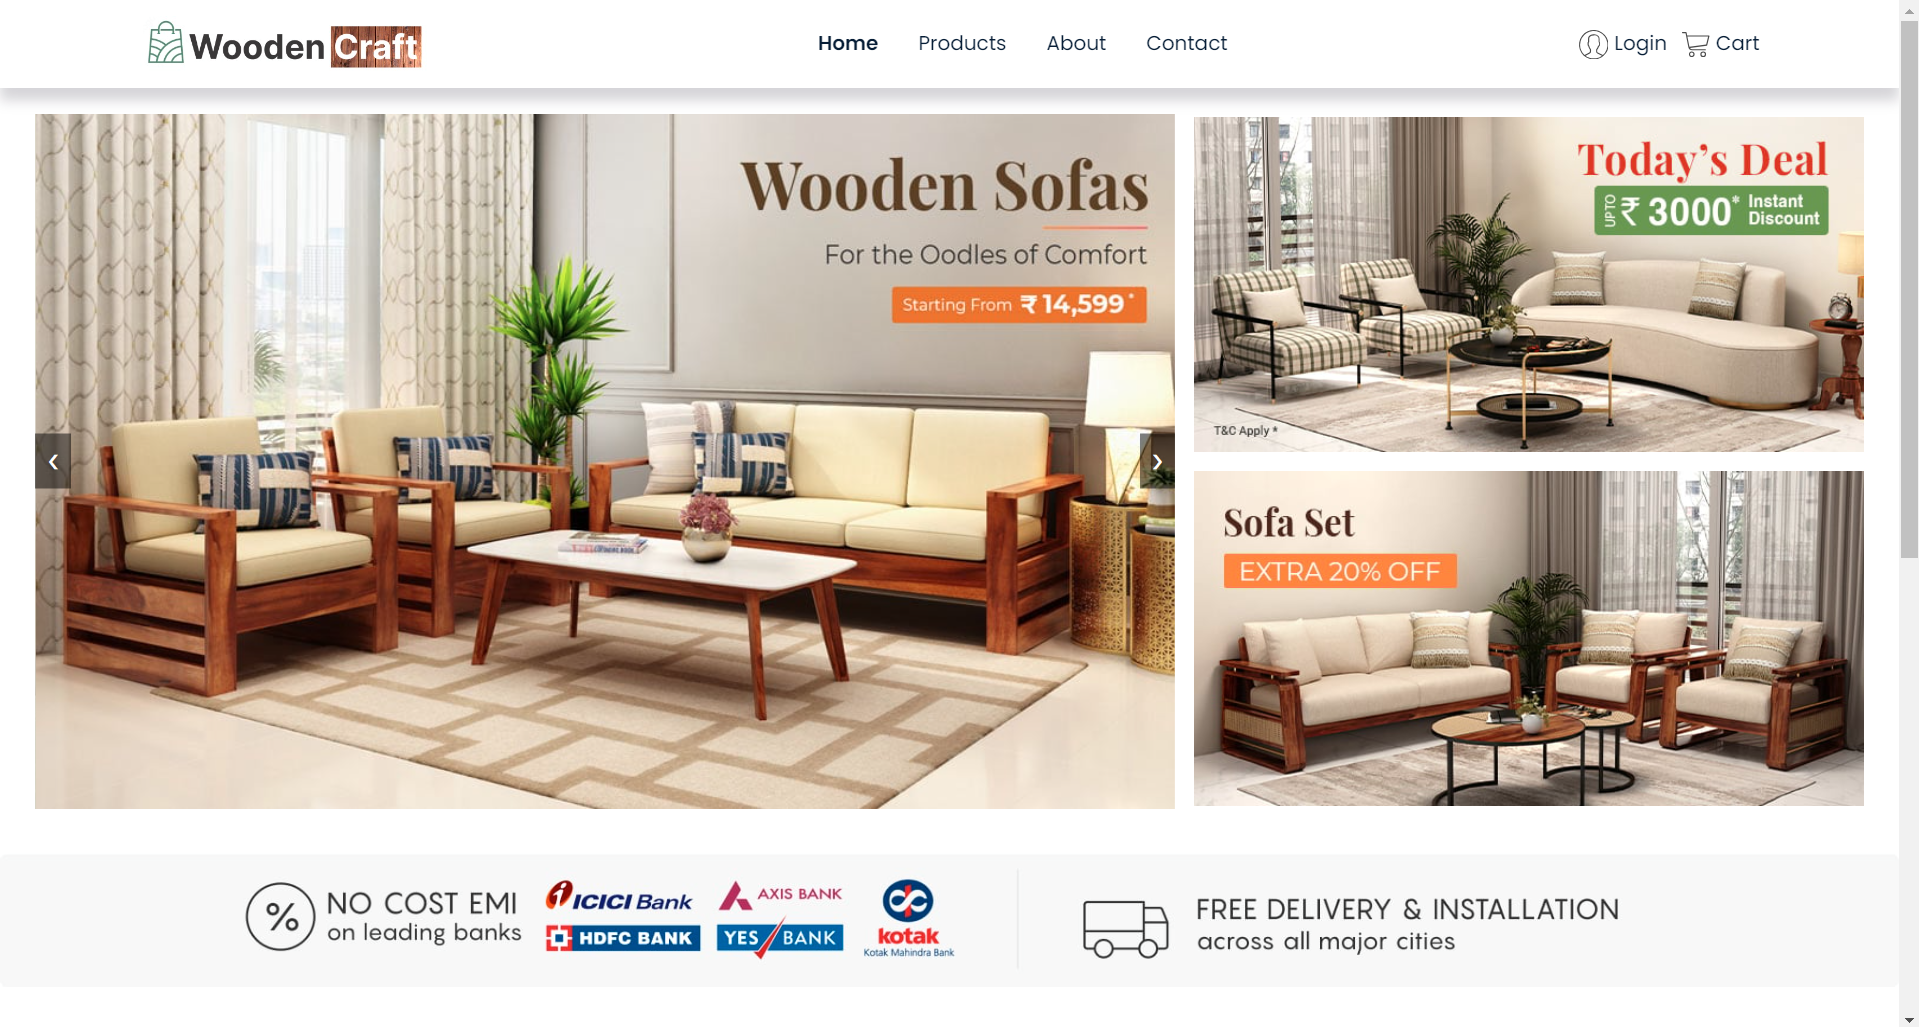 Wooden Craft
Home
Products
About
Contact
Login
Cart
Wooden Sofas
For the Oodles of Comfort
Starting From ₹ 14,599*
Today's Deal
UPTO ₹ 3000* Instant Discount
T&C Apply *
Sofa Set
EXTRA 20% OFF
NO COST EMI
on leading banks
ICICI Bank
AXIS BANK
HDFC BANK
YES BANK
kotak
Kotak Mahindra Bank
FREE DELIVERY & INSTALLATION
across all major cities